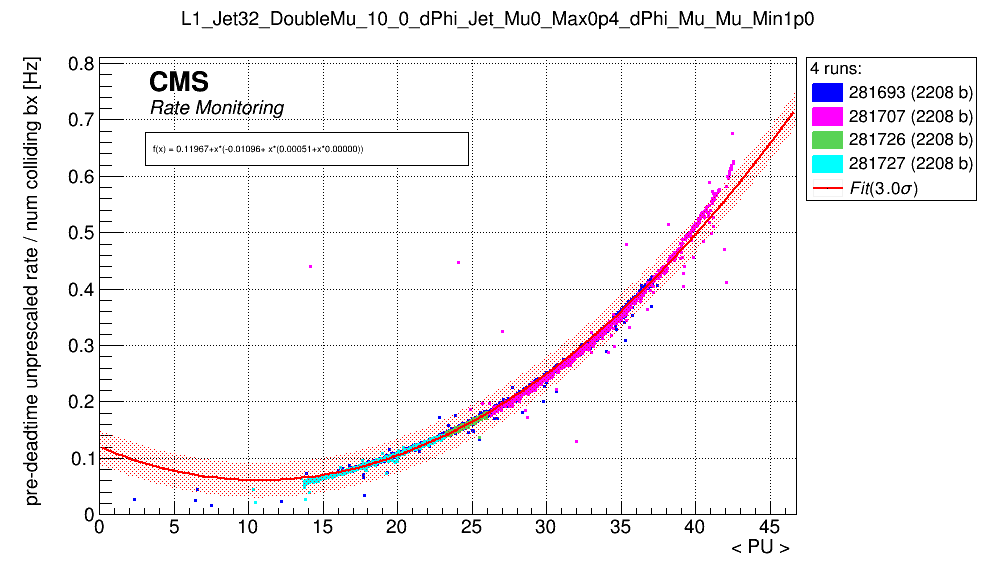 L1_Jet32_DoubleMu_10_0_dPhi_Jet_Mu0_Max0p4_dPhi_Mu_Mu_Min1p0
pre-deadtime unprescaled rate / num colliding bx [Hz]
0.8
0.7
0.6
0.5
0.4
0.3
0.2
0.1
0
CMS
Rate Monitoring
f(x) = 0.11967+x*(-0.01096+ x*(0.00051+x*0.00000))
4 runs:
281693 (2208 b)
281707 (2208 b)
281726 (2208 b)
281727 (2208 b)
Fit(3.0σ)
0 5 10 15 20 25 30 35 40 45
< PU >